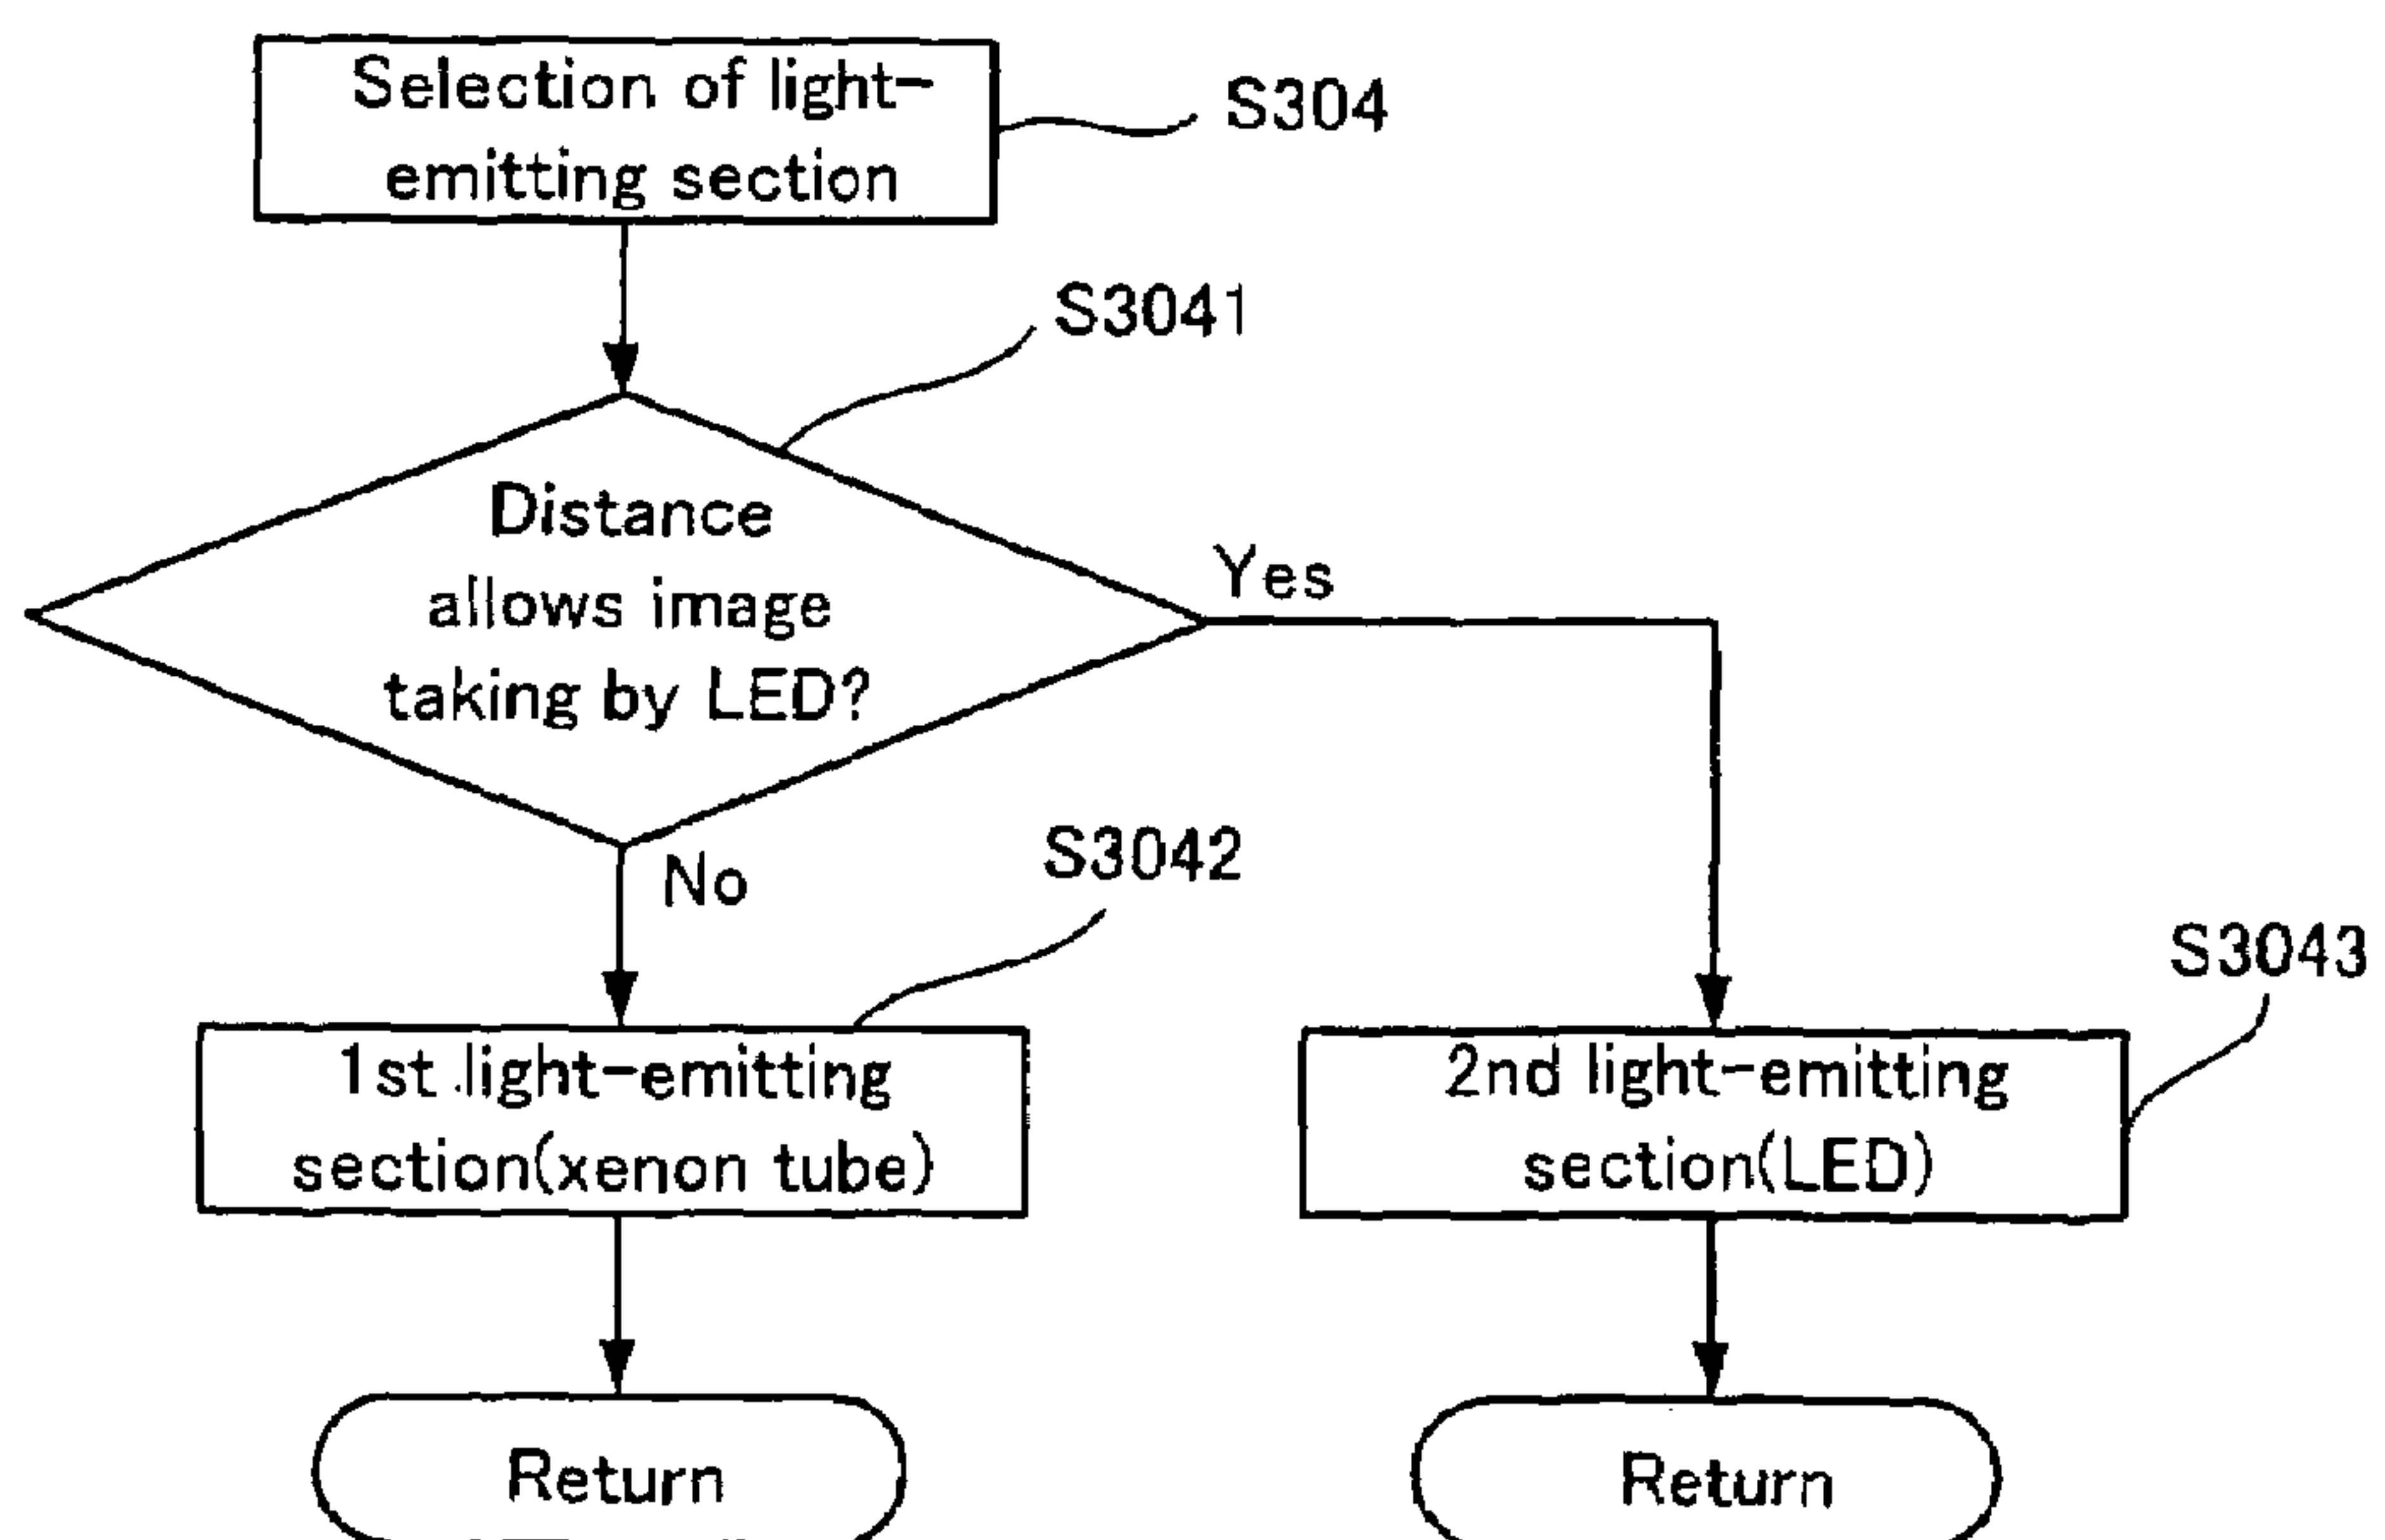 Selection of light-
emitting section
S304
S3041
Distance
allows image
taking by LED?
Yes
No
S3042
S3043
1st light-emitting
section(xenon tube)
2nd light-emitting
section(LED)
Return
Return